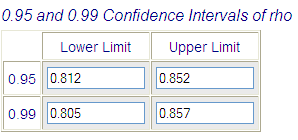 0.95 and 0.99 Confidence Intervals of rho
Lower Limit Upper Limit
0.95 0.812 0.852
0.99 0.805 0.857